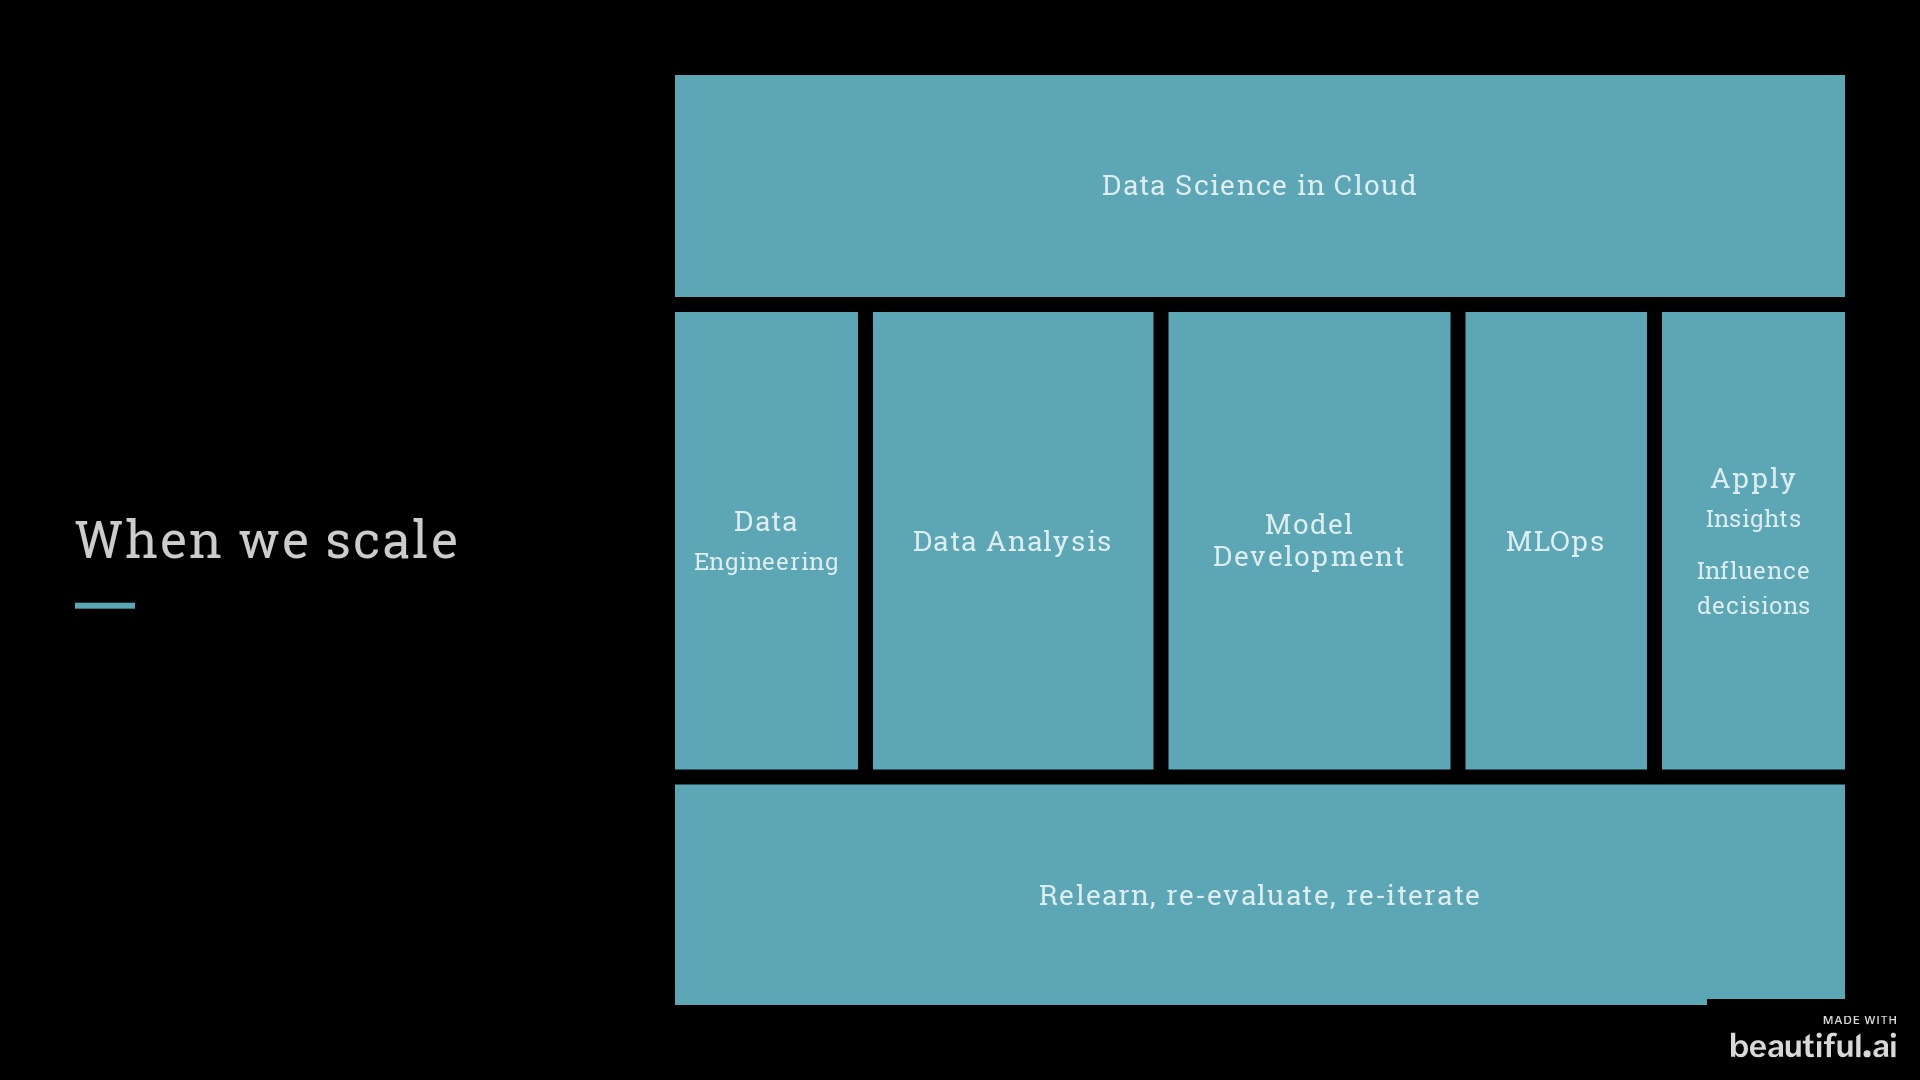 When we scale
Data Science in Cloud
Data
Engineering
Data Analysis
Model
Development
MLOps
Apply
Insights
Influence
decisions
Relearn, re-evaluate, re-iterate
MADE WITH
beautiful.ai